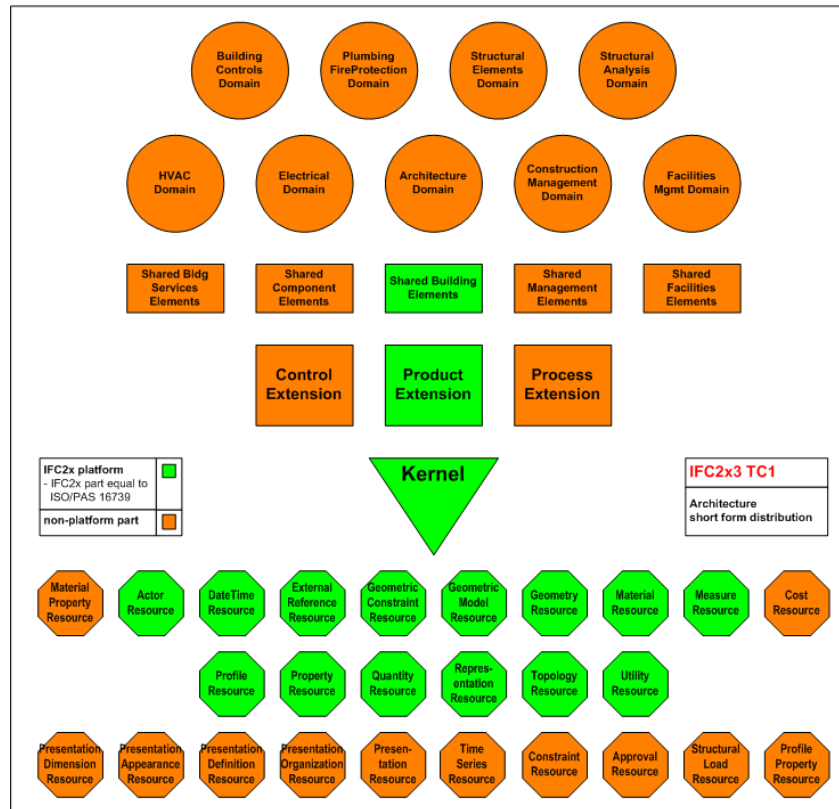 Building
Controls
Domain
Plumbing
FireProtection
Domain
Structural
Elements
Domain
Structural
Analysis
Domain
HVAC
Domain
Electrical
Domain
Architecture
Domain
Construction
Management
Domain
Facilities
Mgmt Domain
Shared Bldg
Services
Elements
Shared
Component
Elements
Shared Building
Elements
Shared
Management
Elements
Shared
Facilities
Elements
Control
Extension
Product
Extension
Process
Extension
IFC2x platform
- IFC2x part equal to
ISO/PAS 16739
non-platform part
Kernel
IFC2x3 TC1
Architecture
short form distribution
Material
Property
Resource
Actor
Resource
DateTime
Resource
External
Reference
Resource
Geometric
Constraint
Resource
Geometric
Model
Resource
Geometry
Resource
Material
Resource
Measure
Resource
Cost
Resource
Profile
Resource
Property
Resource
Quantity
Resource
Repres-
entation
Resource
Topology
Resource
Utility
Resource
Presentation
Dimension
Resource
Presentation
Appearance
Resource
Presentation
Definition
Resource
Presentation
Organization
Resource
Presen-
tation
Resource
Time
Series
Resource
Constraint
Resource
Approval
Resource
Structural
Load
Resource
Profile
Property
Resource